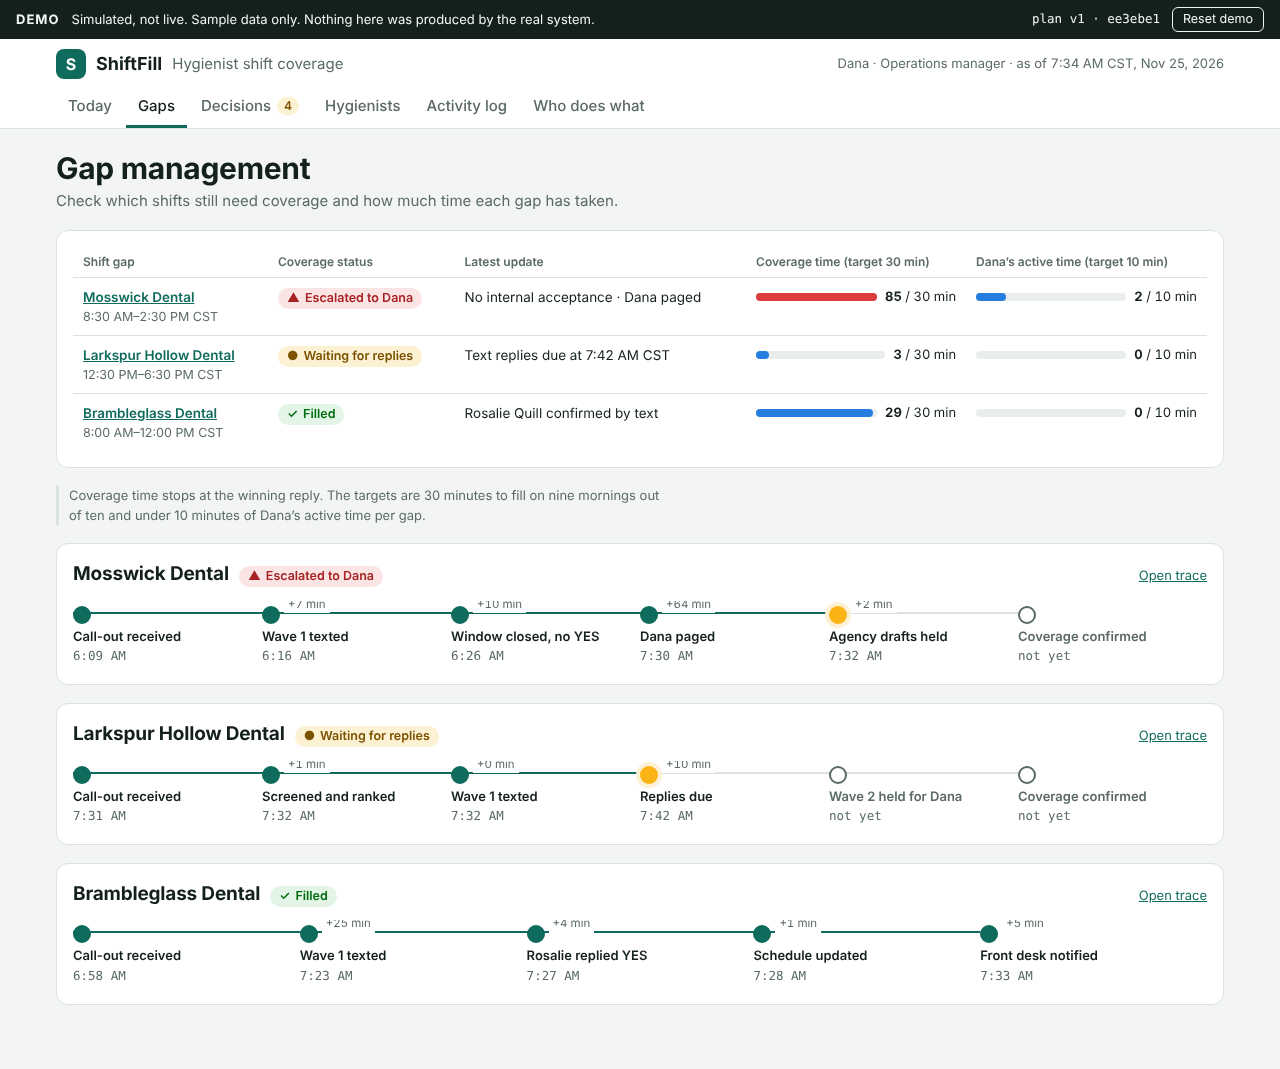 DEMO Simulated, not live. Sample data only. Nothing here was produced by the real system. plan v1 · ee3ebe1 Reset demo
S ShiftFill Hygienist shift coverage Dana · Operations manager · as of 7:34 AM CST, Nov 25, 2026
Today Gaps Decisions 4 Hygienists Activity log Who does what
Gap management
Check which shifts still need coverage and how much time each gap has taken.
Shift gap Coverage status Latest update Coverage time (target 30 min) Dana’s active time (target 10 min)
Mosswick Dental Escalated to Dana No internal acceptance · Dana paged 85 / 30 min 2 / 10 min
8:30 AM–2:30 PM CST
Larkspur Hollow Dental Waiting for replies Text replies due at 7:42 AM CST 3 / 30 min 0 / 10 min
12:30 PM–6:30 PM CST
Brambleglass Dental Filled Rosalie Quill confirmed by text 29 / 30 min 0 / 10 min
8:00 AM–12:00 PM CST
Coverage time stops at the winning reply. The targets are 30 minutes to fill on nine mornings out
of ten and under 10 minutes of Dana’s active time per gap.
Mosswick Dental Escalated to Dana Open trace
+7 min +10 min +64 min +2 min
Call-out received Wave 1 texted Window closed, no YES Dana paged Agency drafts held Coverage confirmed
6:09 AM 6:16 AM 6:26 AM 7:30 AM 7:32 AM not yet
Larkspur Hollow Dental Waiting for replies Open trace
+1 min +0 min +10 min
Call-out received Screened and ranked Wave 1 texted Replies due Wave 2 held for Dana Coverage confirmed
7:31 AM 7:32 AM 7:32 AM 7:42 AM not yet not yet
Brambleglass Dental Filled Open trace
+25 min +4 min +1 min +5 min
Call-out received Wave 1 texted Rosalie replied YES Schedule updated Front desk notified
6:58 AM 7:23 AM 7:27 AM 7:28 AM 7:33 AM